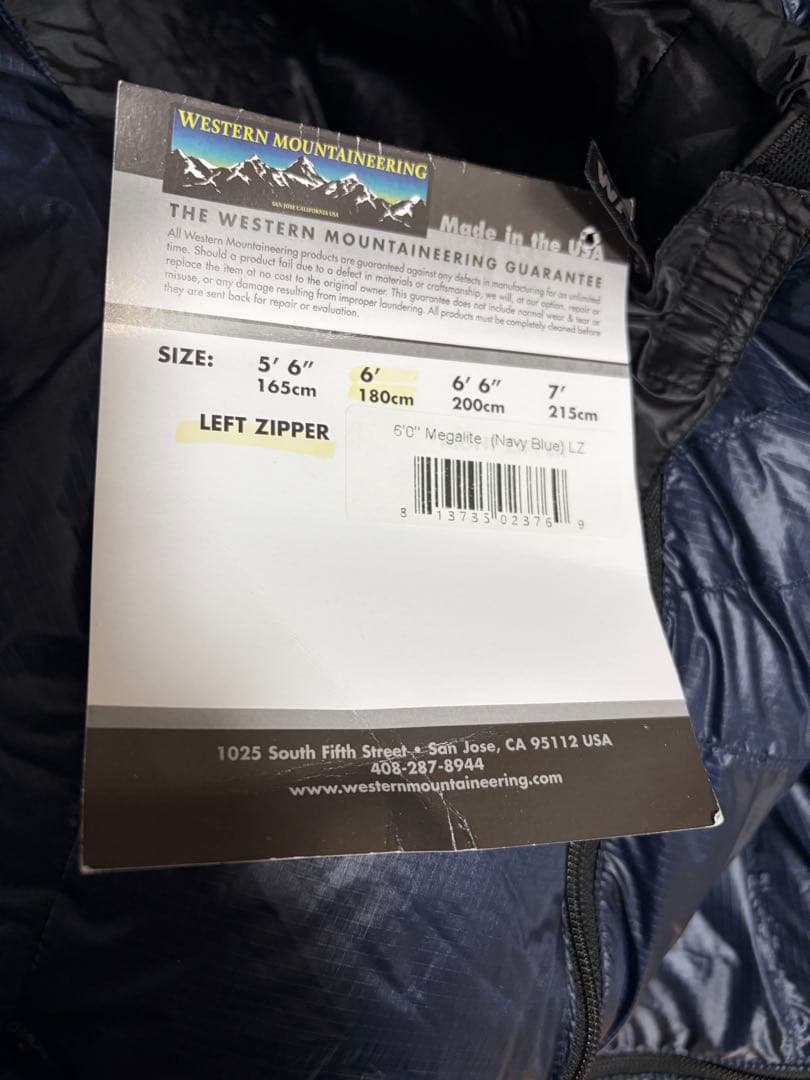 WESTERN MOUNTAINEERING
SAN JOSE CALIFORNIA USA
Made in the USA
THE WESTERN MOUNTAINEERING GUARANTEE
All Western Mountaineering products are guaranteed against any defects in manufacturing for an unlimited
time. Should a product fail due to a defect in materials or craftsmanship, we will, at our option, repair or
replace the item at no cost to the original owner. This guarantee does not include normal wear & tear or
misuse, or any damage resulting from improper laundering. All products must be completely cleaned before
they are sent back for repair or evaluation.
SIZE: 5' 6" 6' 6' 6" 7'
165cm 180cm 200cm 215cm
LEFT ZIPPER
6'0" Megalite (Navy Blue) LZ
8 13735 02376 9
1025 South Fifth Street • San Jose, CA 95112 USA
408-287-8944
www.westernmountaineering.com